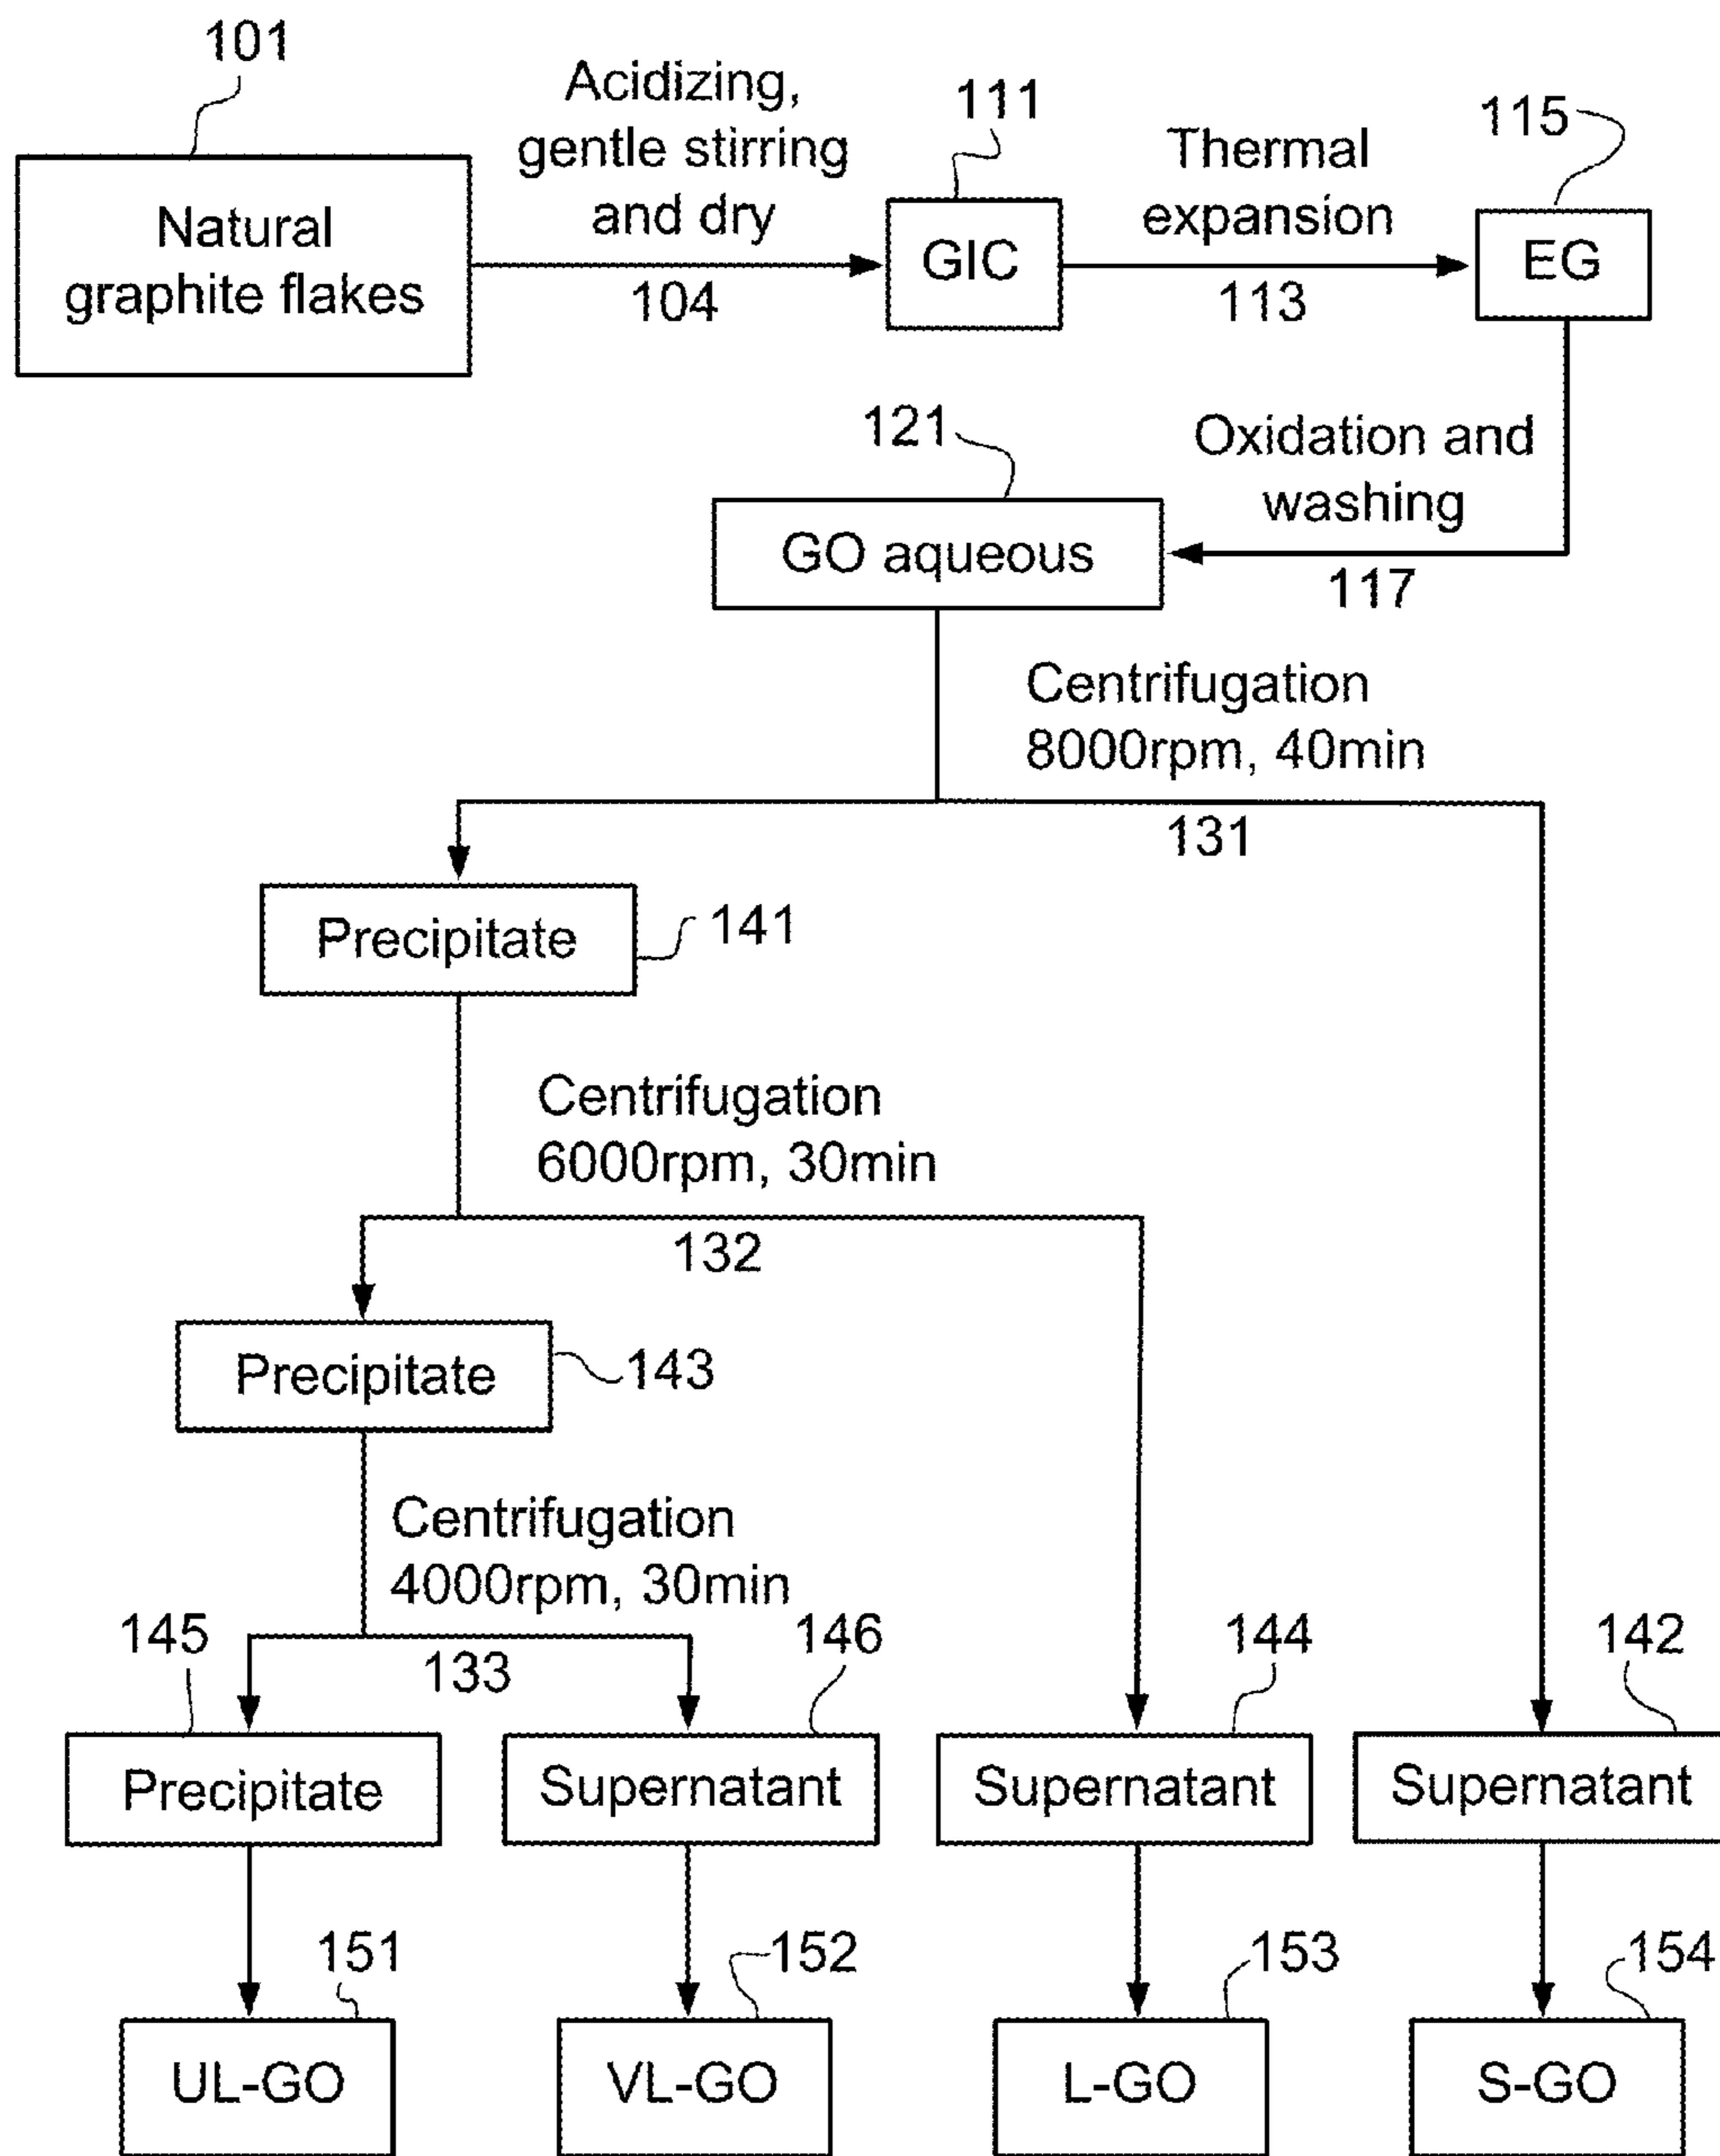 101
Acidizing,
gentle stirring
and dry
104
111
Thermal
expansion
113
115
Natural
graphite flakes
GIC
EG
121
Oxidation and
washing
117
GO aqueous
Centrifugation
8000rpm, 40min
131
Precipitate
141
Centrifugation
6000rpm, 30min
132
Precipitate
143
Centrifugation
4000rpm, 30min
133
145
146
144
142
Precipitate
Supernatant
Supernatant
Supernatant
151
152
153
154
UL-GO
VL-GO
L-GO
S-GO